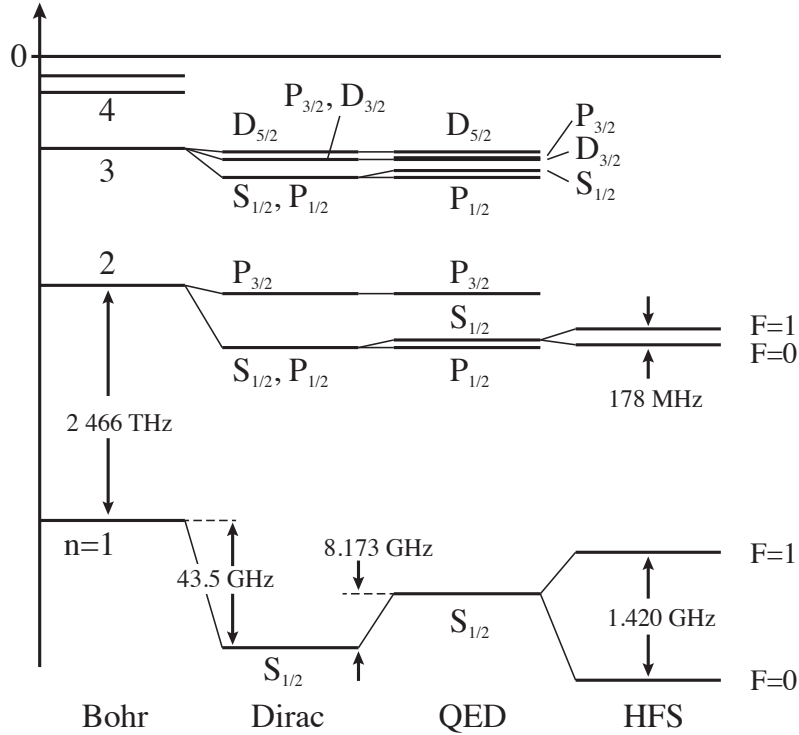 0
4
P3/2, D3/2
D5/2
D5/2
P3/2
D3/2
S1/2
3
S1/2, P1/2
P1/2
2
P3/2
P3/2
S1/2
F=1
F=0
S1/2, P1/2
P1/2
178 MHz
2 466 THz
n=1
8.173 GHz
F=1
43.5 GHz
1.420 GHz
S1/2
S1/2
F=0
Bohr Dirac QED HFS